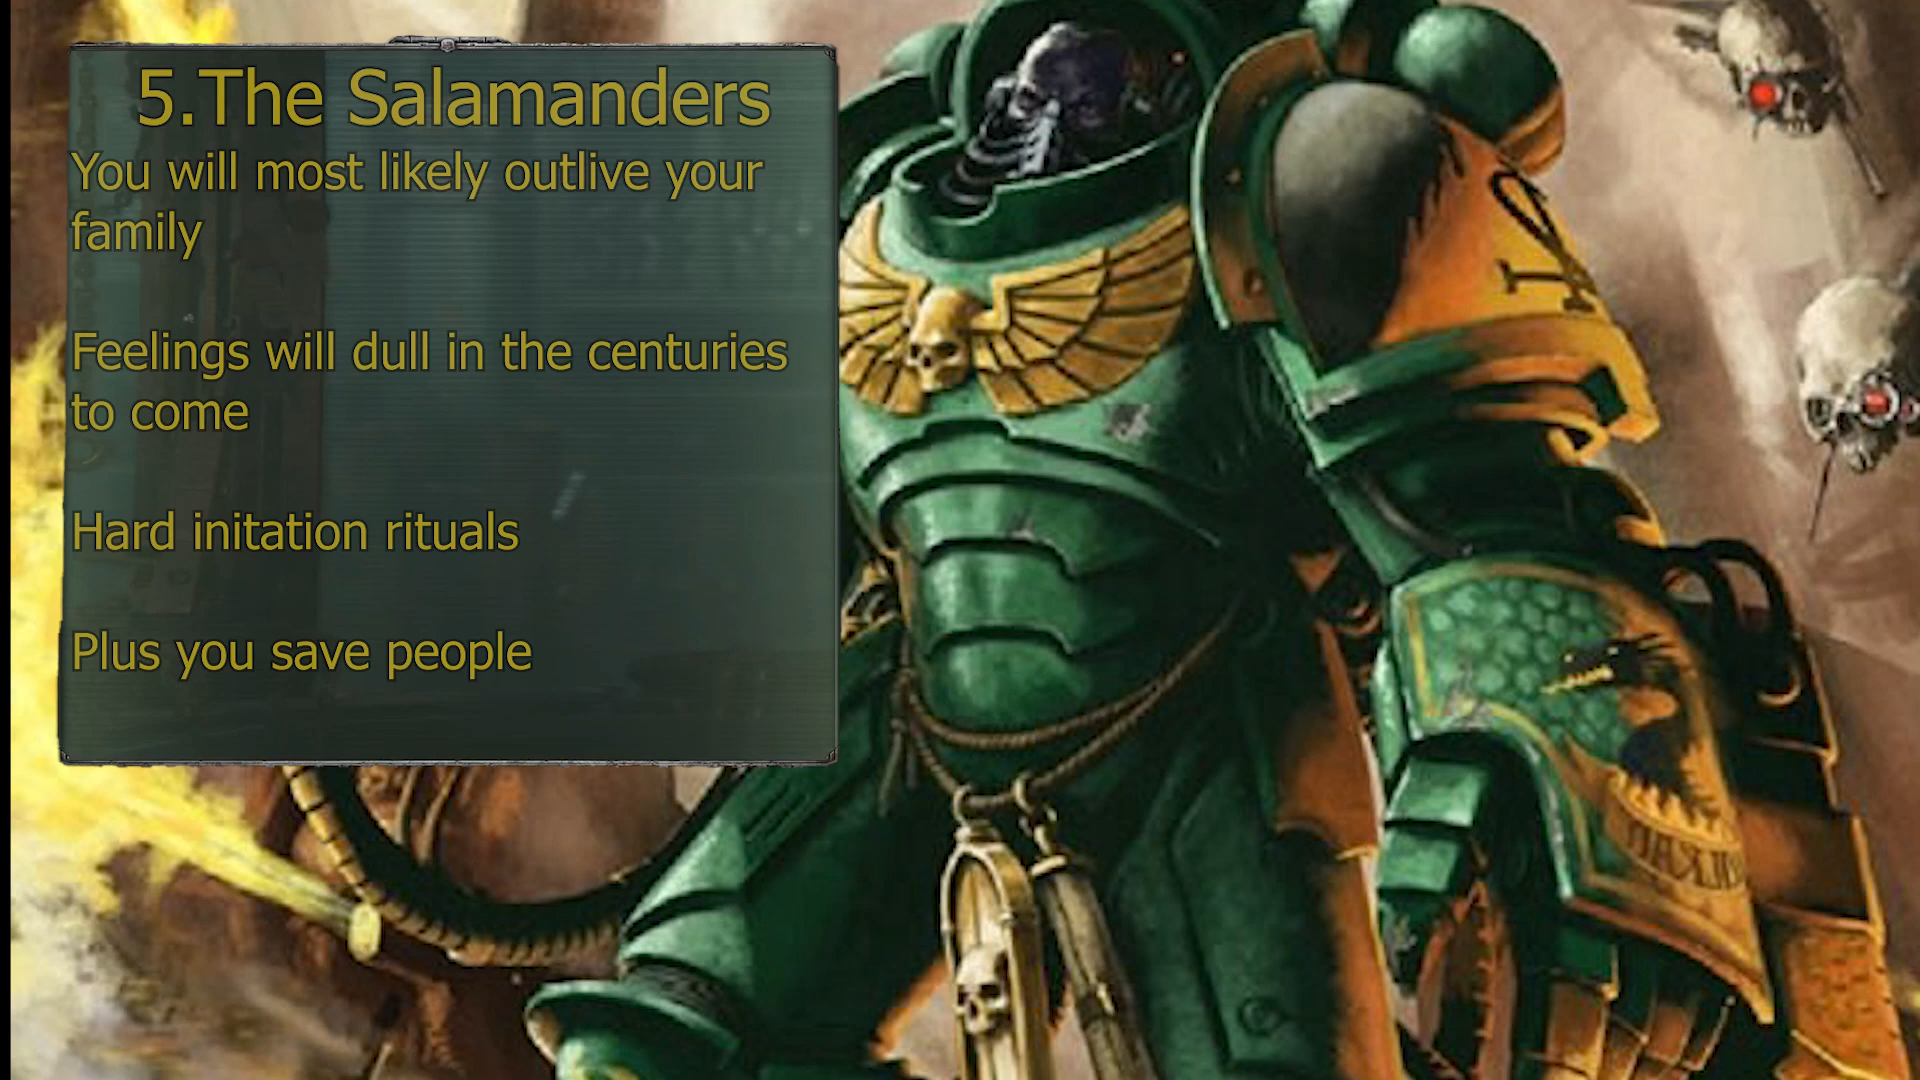 5.The Salamanders
You will most likely outlive your
family
Feelings will dull in the centuries
to come
Hard initation rituals
Plus you save people